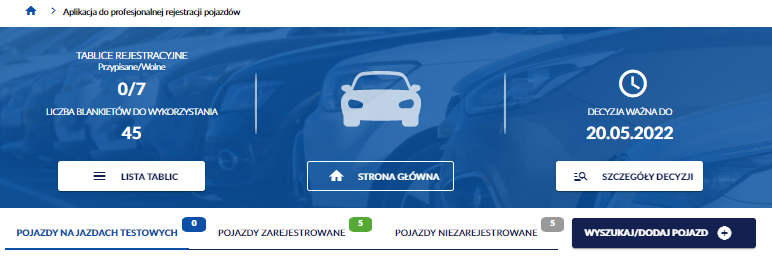 Aplikacja do profesjonalnej rejestracji pojazdów
TABLICE REJESTRACYJNE
Przypisane/Wolne
0/7
LICZBA BLANKIETÓW DO WYKORZYSTANIA
45
LISTA TABLIC
STRONA GŁÓWNA
DECYZJA WAŻNA DO
20.05.2022
SZCZEGÓŁY DECYZJI
POJAZDY NA JAZDACH TESTOWYCH 0
POJAZDY ZAREJESTROWANE 5
POJAZDY NIEZAREJESTROWANE 5
WYSZUKAJ/DODAJ POJAZD